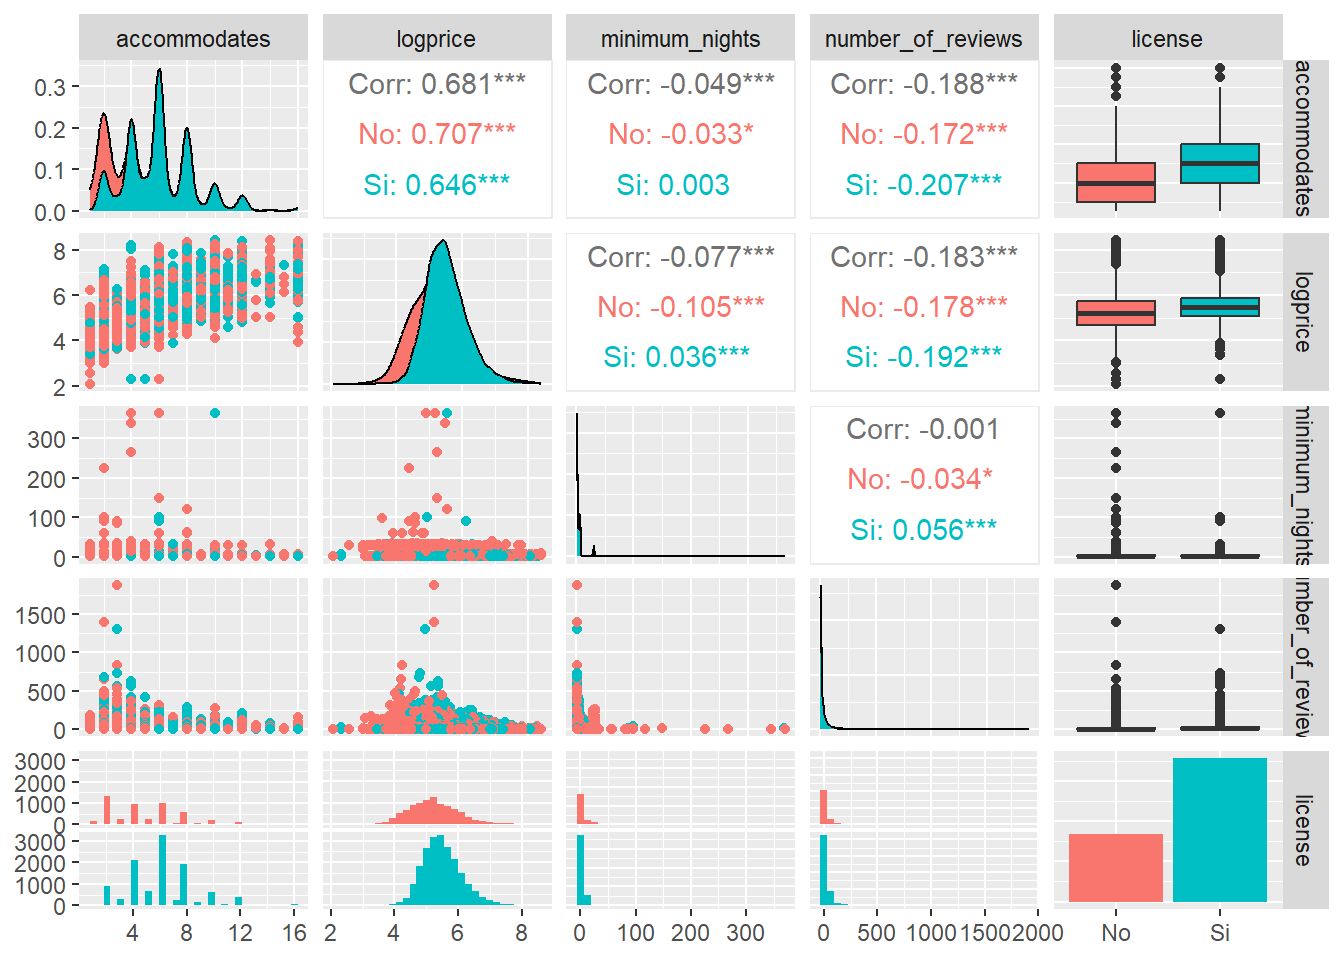 accommodates logprice minimum_nights number_of_reviews license
0.3
0.2
0.1
0.0
Corr: 0.681***
No: 0.707***
Si: 0.646***
Corr: -0.049***
No: -0.033*
Si: 0.003
Corr: -0.188***
No: -0.172***
Si: -0.207***
accommodates
8
6
4
2
Corr: -0.077***
No: -0.105***
Si: 0.036***
Corr: -0.183***
No: -0.178***
Si: -0.192***
logprice
300
200
100
0
Corr: -0.001
No: -0.034*
Si: 0.056***
minimum_nights
1500
1000
500
0
mber_of_review
3000
2000
1000
0
3000
2000
1000
0
license
4 8 12 16
2 4 6 8
0 100 200 300
0 500 1000 1500 2000
No Si